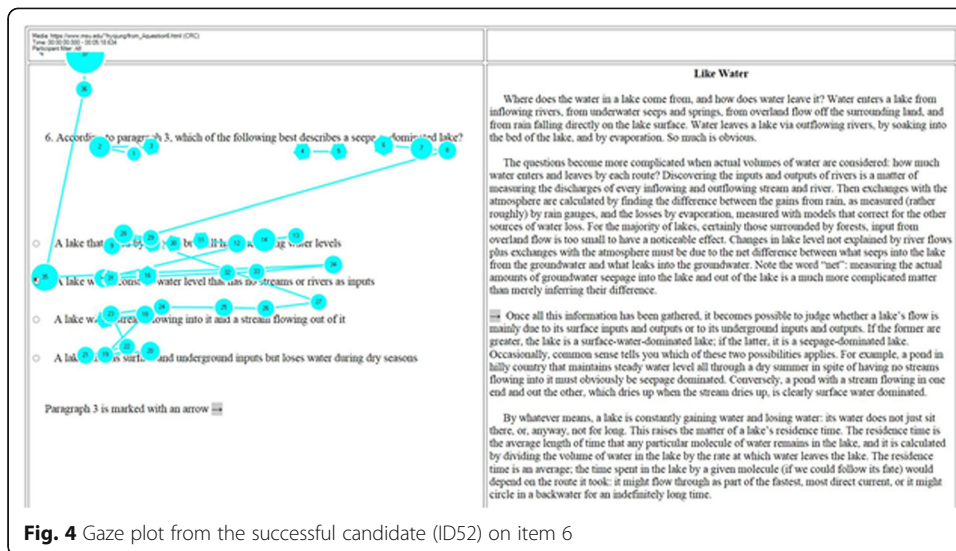 Time: 00:00:00.000 - 00:05:18.634
Participant filter: All
6. According to paragraph 3, which of the following best describes a seepage-dominated lake?
A lake that levels
A lake water level that has no streams or rivers as inputs
A lake flowing into it and a stream flowing out of it
A lake and underground inputs but loses water during dry seasons
Paragraph 3 is marked with an arrow →
Like Water
Where does the water in a lake come from, and how does water leave it? Water enters a lake from
inflowing rivers, from underwater seeps and springs, from overland flow off the surrounding land, and
from rain falling directly on the lake surface. Water leaves a lake via outflowing rivers, by soaking into
the bed of the lake, and by evaporation. So much is obvious.
The questions become more complicated when actual volumes of water are considered: how much
water enters and leaves by each route? Discovering the inputs and outputs of rivers is a matter of
measuring the discharges of every inflowing and outflowing stream and river. Then exchanges with the
atmosphere are calculated by finding the difference between the gains from rain, as measured (rather
roughly) by rain gauges, and the losses by evaporation, measured with models that correct for the other
sources of water loss. For the majority of lakes, certainly those surrounded by forests, input from
overland flow is too small to have a noticeable effect. Changes in lake level not explained by river flows
plus exchanges with the atmosphere must be due to the net difference between what seeps into the lake
from the groundwater and what leaks into the groundwater. Note the word "net": measuring the actual
amounts of groundwater seepage into the lake and out of the lake is a much more complicated matter
than merely inferring their difference.
→ Once all this information has been gathered, it becomes possible to judge whether a lake's flow is
mainly due to its surface inputs and outputs or to its underground inputs and outputs. If the former are
greater, the lake is a surface-water-dominated lake; if the latter, it is a seepage-dominated lake.
Occasionally, common sense tells you which of these two possibilities applies. For example, a pond in
hilly country that maintains steady water level all through a dry summer in spite of having no streams
flowing into it must obviously be seepage dominated. Conversely, a pond with a stream flowing in one
end and out the other, which dries up when the stream dries up, is clearly surface water dominated.
By whatever means, a lake is constantly gaining water and losing water: its water does not just sit
there, or, anyway, not for long. This raises the matter of a lake's residence time. The residence time is
the average length of time that any particular molecule of water remains in the lake, and it is calculated
by dividing the volume of water in the lake by the rate at which water leaves the lake. The residence
time is an average; the time spent in the lake by a given molecule (if we could follow its fate) would
depend on the route it took: it might flow through as part of the fastest, most direct current, or it might
circle in a backwater for an indefinitely long time.
Fig. 4 Gaze plot from the successful candidate (ID52) on item 6